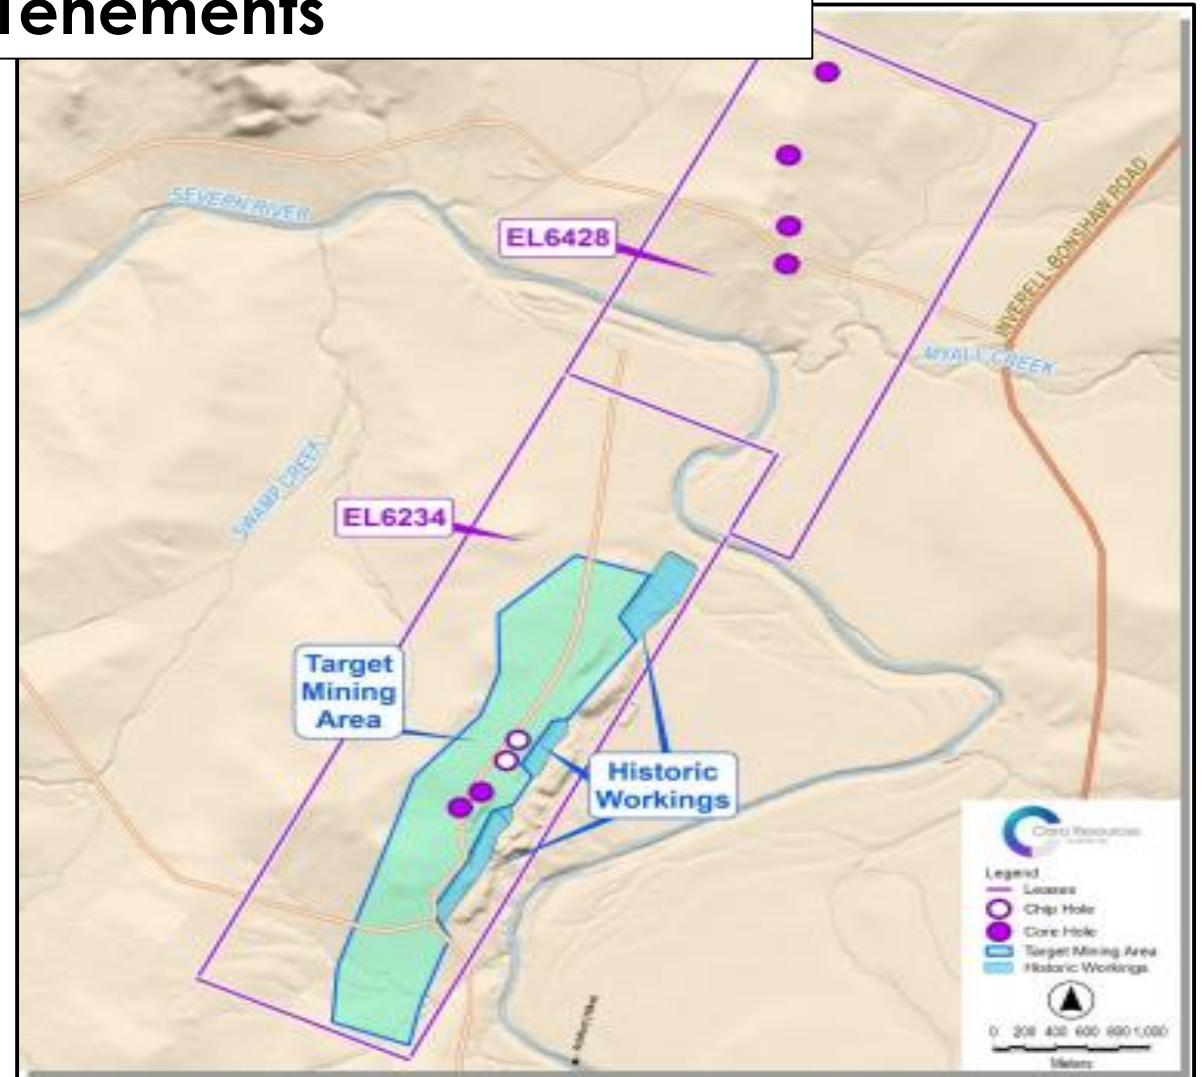 Tenements
SEVERN RIVER
EL6428
INVERELL BONSHAW ROAD
MYALL CREEK
SWAMP CREEK
EL6234
Target
Mining
Area
Historic
Workings
Legend
Leases
Chip Hole
Core Hole
Target Mining Area
Historic Workings
0 200 400 600 800 1,000
Meters